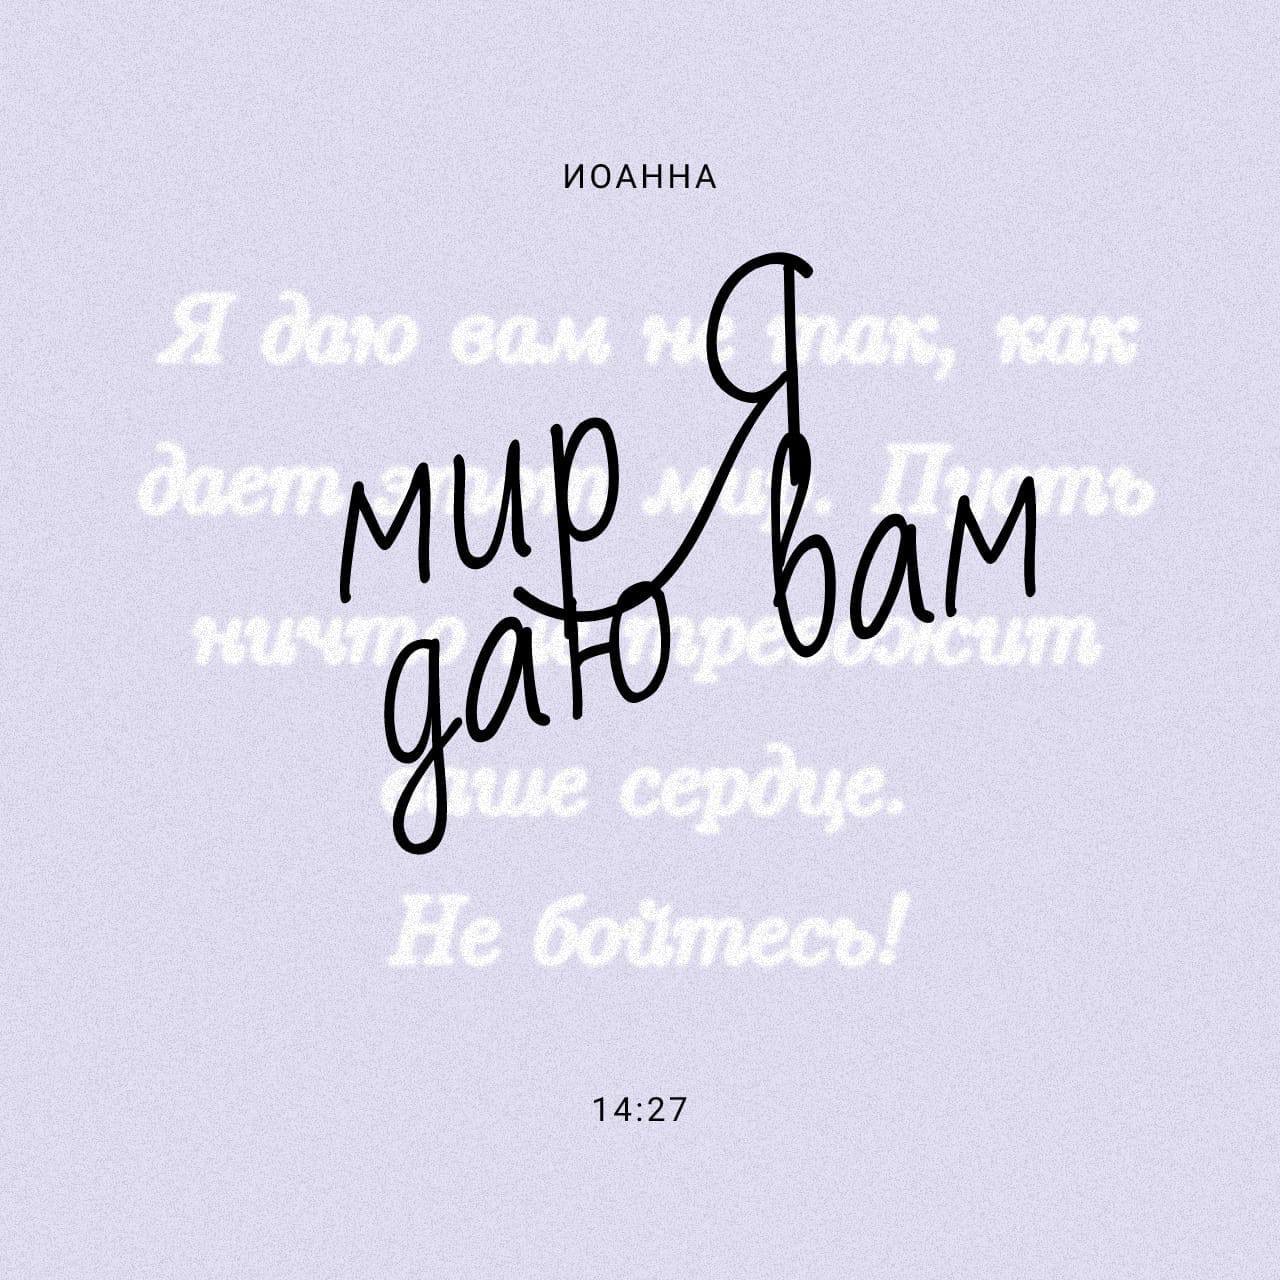 ИОАННА
мир Я
даю вам
Я даю вам не так, как
дает этот мир. Пусть
ничто не тревожит
ваше сердце.
Не бойтесь!
14:27